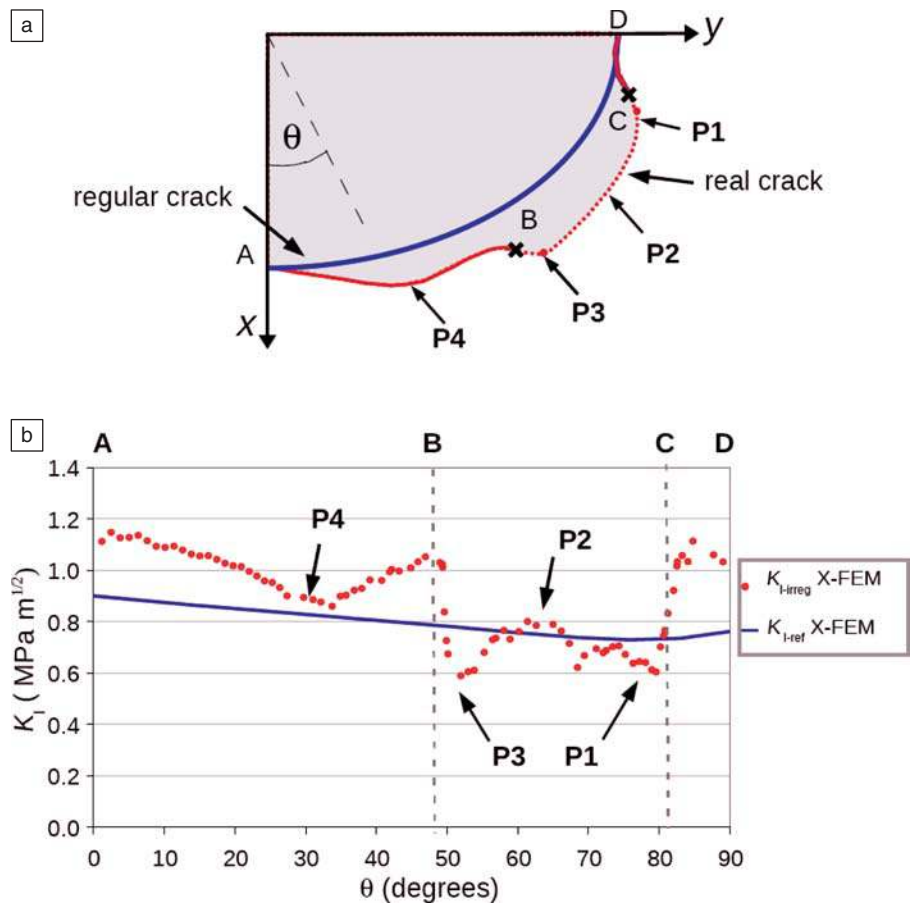 a
D
y
θ
C
P1
regular crack
real crack
B
A
P2
P3
x
P4
b
A B C D
1.4
1.2
1.0
0.8
0.6
0.4
0.2
0.0
K_I ( MPa m^1/2)
P4
P2
P3
P1
K_I-irreg X-FEM
K_I-ref X-FEM
0 10 20 30 40 50 60 70 80 90
θ (degrees)